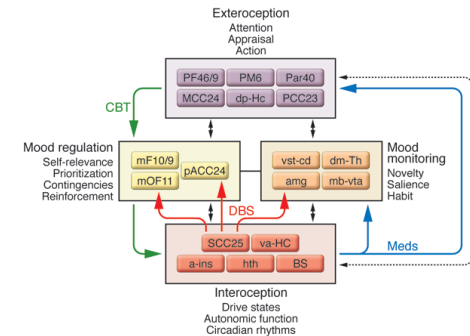 Exteroception
Attention
Appraisal
Action
PF46/9 PM6 Par40
MCC24 dp-Hc PCC23
CBT
Mood regulation
Self-relevance
Prioritization
Contingencies
Reinforcement
mF10/9
mOF11
pACC24
vst-cd dm-Th
amg mb-vta
Mood
monitoring
Novelty
Salience
Habit
DBS
Meds
SCC25 va-HC
a-ins hth BS
Interoception
Drive states
Autonomic function
Circadian rhythms